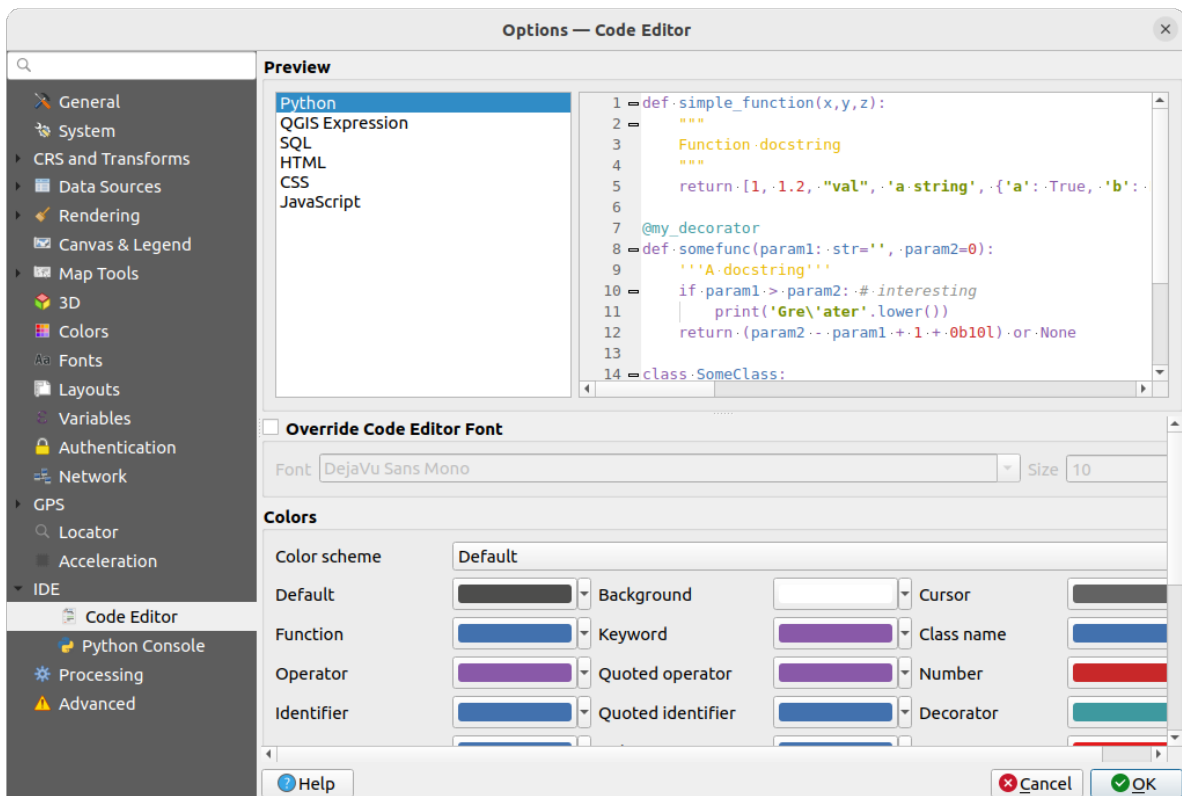 Options — Code Editor
General
System
CRS and Transforms
Data Sources
Rendering
Canvas & Legend
Map Tools
3D
Colors
Fonts
Layouts
Variables
Authentication
Network
GPS
Locator
Acceleration
IDE
Code Editor
Python Console
Processing
Advanced
Preview
Python
QGIS Expression
SQL
HTML
CSS
JavaScript
1 def·simple_function(x,y,z):
2 """
3 Function·docstring
4 """
5 return·[1,·1.2,·"val",·'a·string',·{'a':·True,·'b':·
6
7 @my_decorator
8 def·somefunc(param1:·str='',·param2=0):
9 '''A·docstring'''
10 if·param1·>·param2:·#·interesting
11 print('Gre\'ater'.lower())
12 return·(param2·-·param1·+·1·+·0b10l)·or·None
13
14 class·SomeClass:
Override Code Editor Font
Font DejaVu Sans Mono Size 10
Colors
Color scheme Default
Default Background Cursor
Function Keyword Class name
Operator Quoted operator Number
Identifier Quoted identifier Decorator
Help Cancel OK